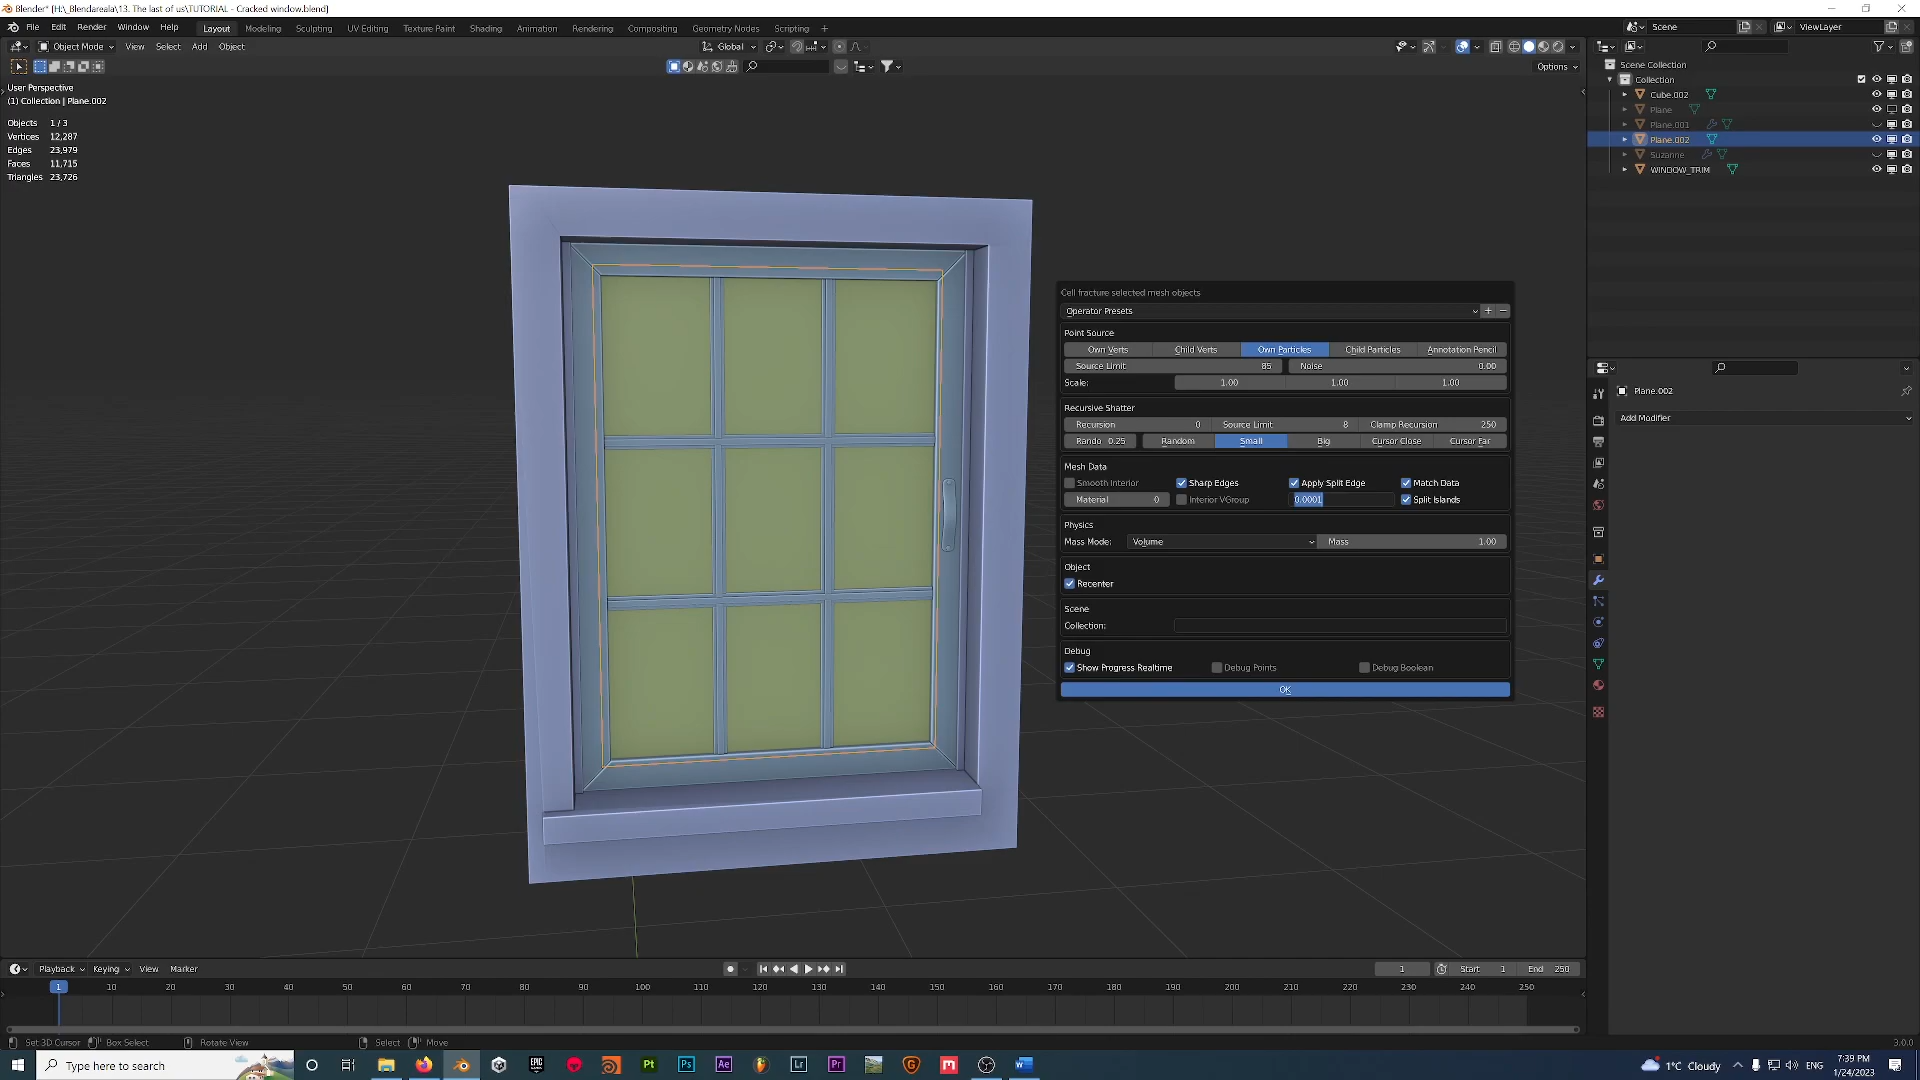 Blender* [H:\_Blendareala\13. The last of us\TUTORIAL - Cracked window.blend]
File Edit Render Window Help Layout Modeling Sculpting UV Editing Texture Paint Shading Animation Rendering Compositing Geometry Nodes Scripting + Scene ViewLayer
Object Mode View Select Add Object Global
Options
User Perspective
(1) Collection | Plane.002
Objects 1 / 3
Vertices 12,287
Edges 23,979
Faces 11,715
Triangles 23,726
Cell fracture selected mesh objects
Operator Presets
Point Source
Own Verts Child Verts Own Particles Child Particles Annotation Pencil
Source Limit 85 Noise 0.00
Scale: 1.00 1.00 1.00
Recursive Shatter
Recursion 0 Source Limit 8 Clamp Recursion 250
Rando 0.25 Random Small Big Cursor Close Cursor Far
Mesh Data
Smooth Interior Sharp Edges Apply Split Edge Match Data
Material 0 Interior VGroup 0.0001 Split Islands
Physics
Mass Mode: Volume Mass 1.00
Object
Recenter
Scene
Collection:
Debug
Show Progress Realtime Debug Points Debug Boolean
OK
Scene Collection
Collection
Cube.002
Plane
Plane.001
Plane.002
Suzanne
WINDOW_TRIM
Plane.002
Add Modifier
Playback Keying View Marker 1 Start 1 End 250
1 10 20 30 40 50 60 70 80 90 100 110 120 130 140 150 160 170 180 190 200 210 220 230 240 250
Set 3D Cursor Box Select Rotate View Select Move 3.0.0
Type here to search
EPIC GAMES Pt Ps Ae Lr Pr G M W
1°C Cloudy ENG
7:39 PM
1/24/2023